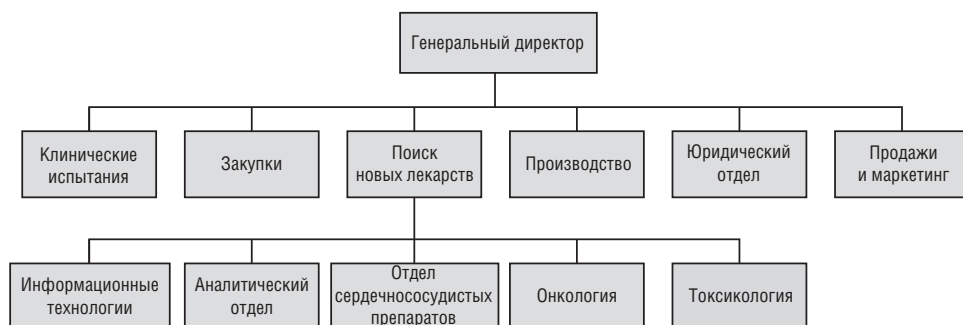 Генеральный директор
Клинические
испытания
Закупки
Поиск
новых лекарств
Производство
Юридический
отдел
Продажи
и маркетинг
Информационные
технологии
Аналитический
отдел
Отдел
сердечнососудистых
препаратов
Онкология
Токсикология